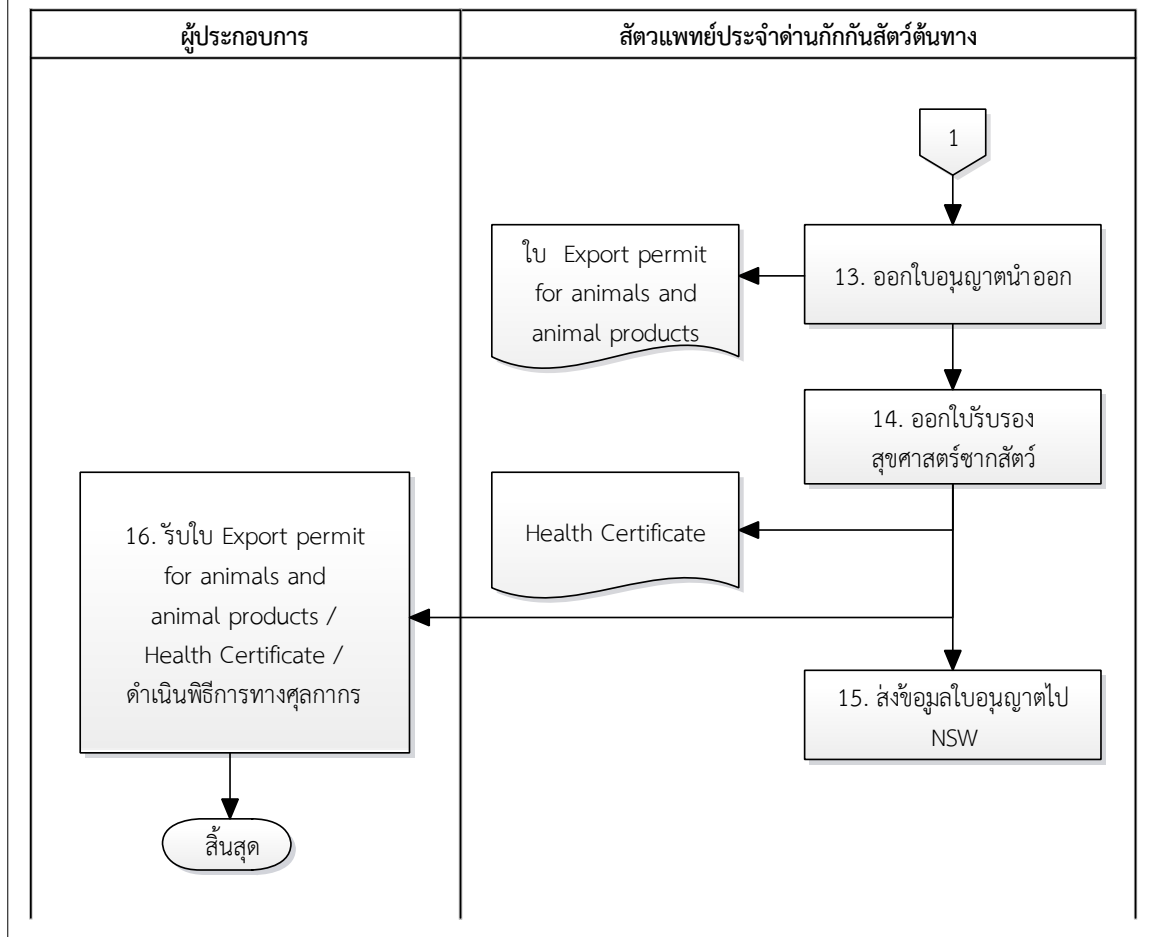 ผู้ประกอบการ
สัตวแพทย์ประจำด่านกักกันสัตว์ต้นทาง
1
ใบ Export permit
for animals and
animal products
13. ออกใบอนุญาตนำออก
14. ออกใบรับรอง
สุขศาสตร์ซากสัตว์
Health Certificate
16. รับใบ Export permit
for animals and
animal products /
Health Certificate /
ดำเนินพิธีการทางศุลกากร
15. ส่งข้อมูลใบอนุญาตไป
NSW
สิ้นสุด